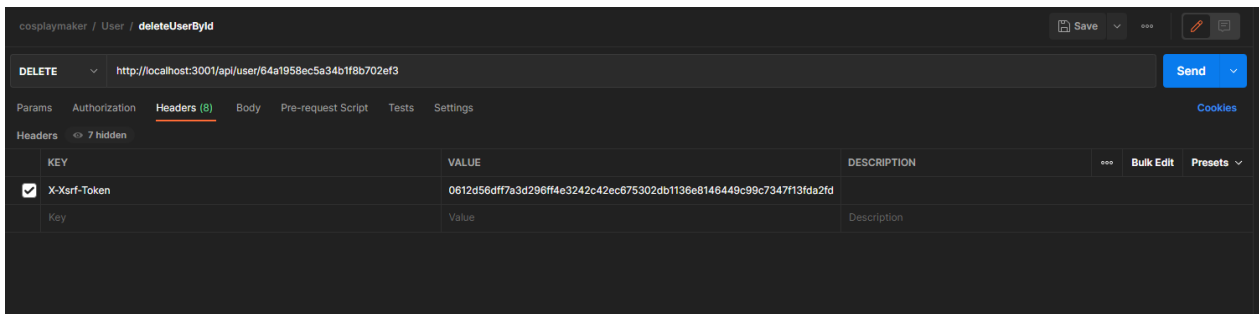 cosplaymaker / User / deleteUserById Save
DELETE http://localhost:3001/api/user/64a1958ec5a34b1f8b702ef3 Send
Params Authorization Headers (8) Body Pre-request Script Tests Settings Cookies
Headers 7 hidden
KEY VALUE DESCRIPTION Bulk Edit Presets
X-Xsrf-Token 0612d56dff7a3d296ff4e3242c42ec675302db1136e8146449c99c7347f13fda2fd
Key Value Description